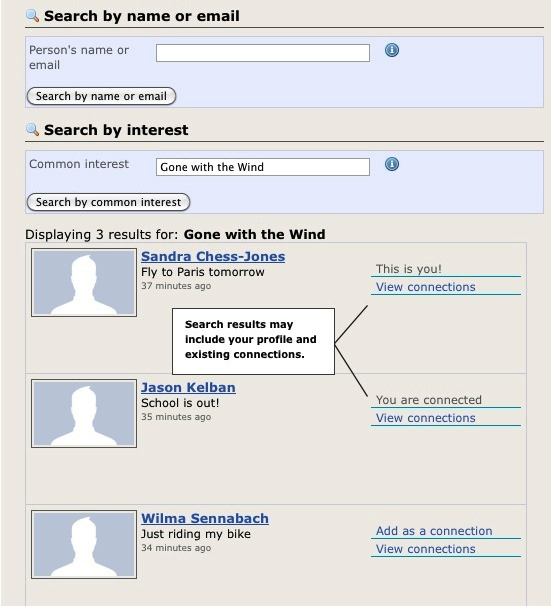 Search by name or email
Person's name or
email
Search by name or email
Search by interest
Common interest
Gone with the Wind
Search by common interest
Displaying 3 results for: Gone with the Wind
Sandra Chess-Jones
Fly to Paris tomorrow
37 minutes ago
This is you!
View connections
Search results may
include your profile and
existing connections.
Jason Kelban
School is out!
35 minutes ago
You are connected
View connections
Wilma Sennabach
Just riding my bike
34 minutes ago
Add as a connection
View connections